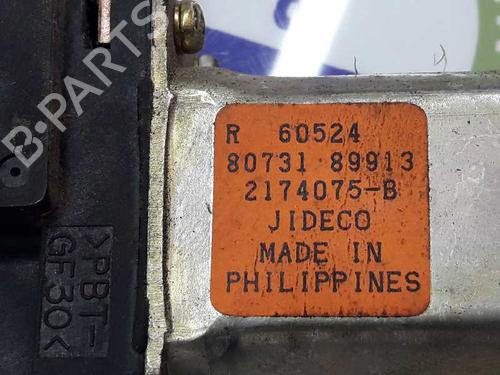 B-PARTS
R 60524
80731 89913
2174075-B
JIDECO
MADE IN
PHILIPPINES
>PBT-
GF30<